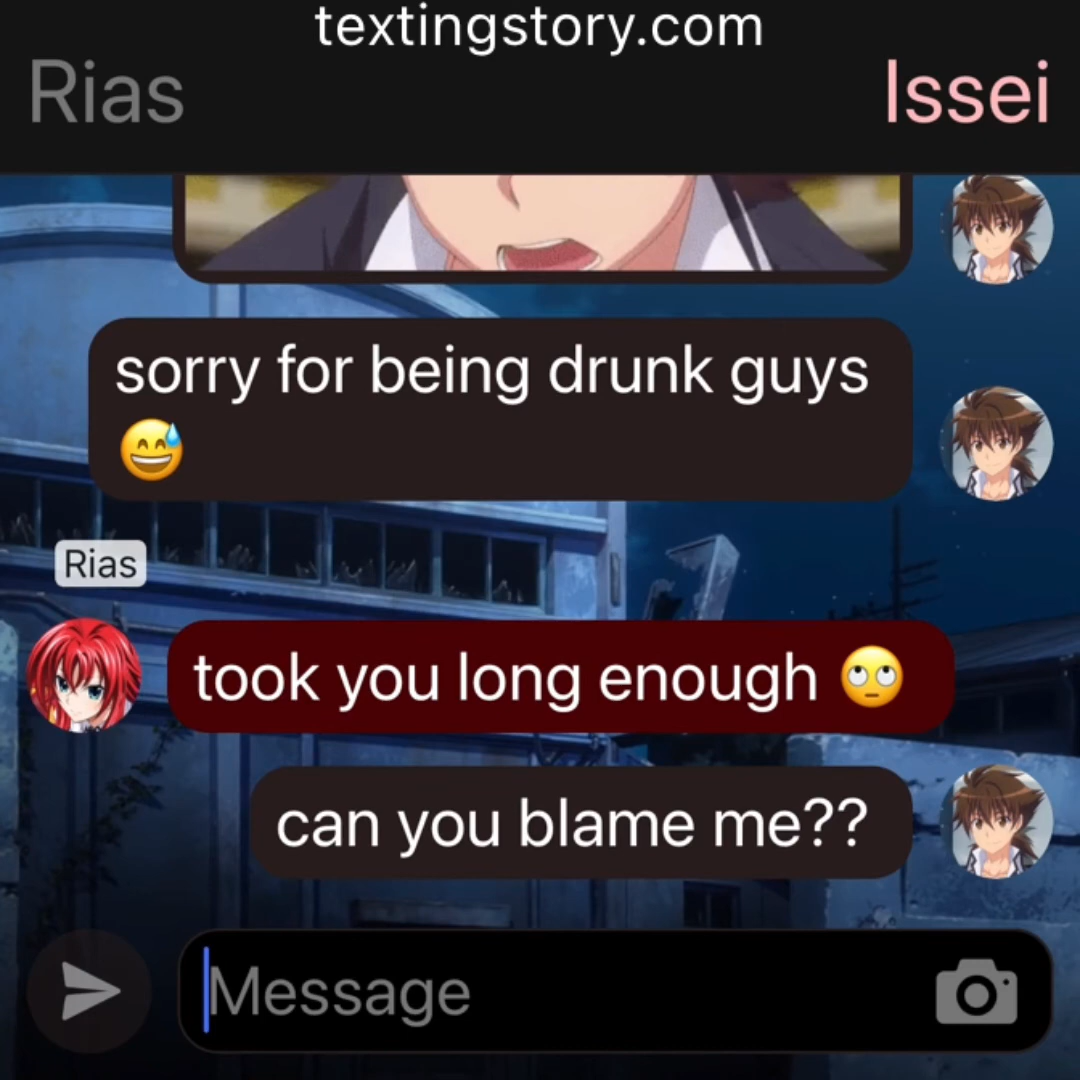 textingstory.com
Rias
Issei
sorry for being drunk guys
😅
Rias
took you long enough 🙄
can you blame me??
Message